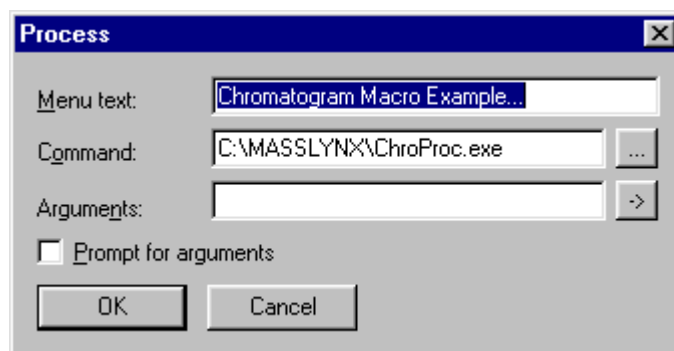 Process
Menu text: Chromatogram Macro Example...
Command: C:\MASSLYNX\ChroProc.exe ...
Arguments: ->
Prompt for arguments
OK Cancel